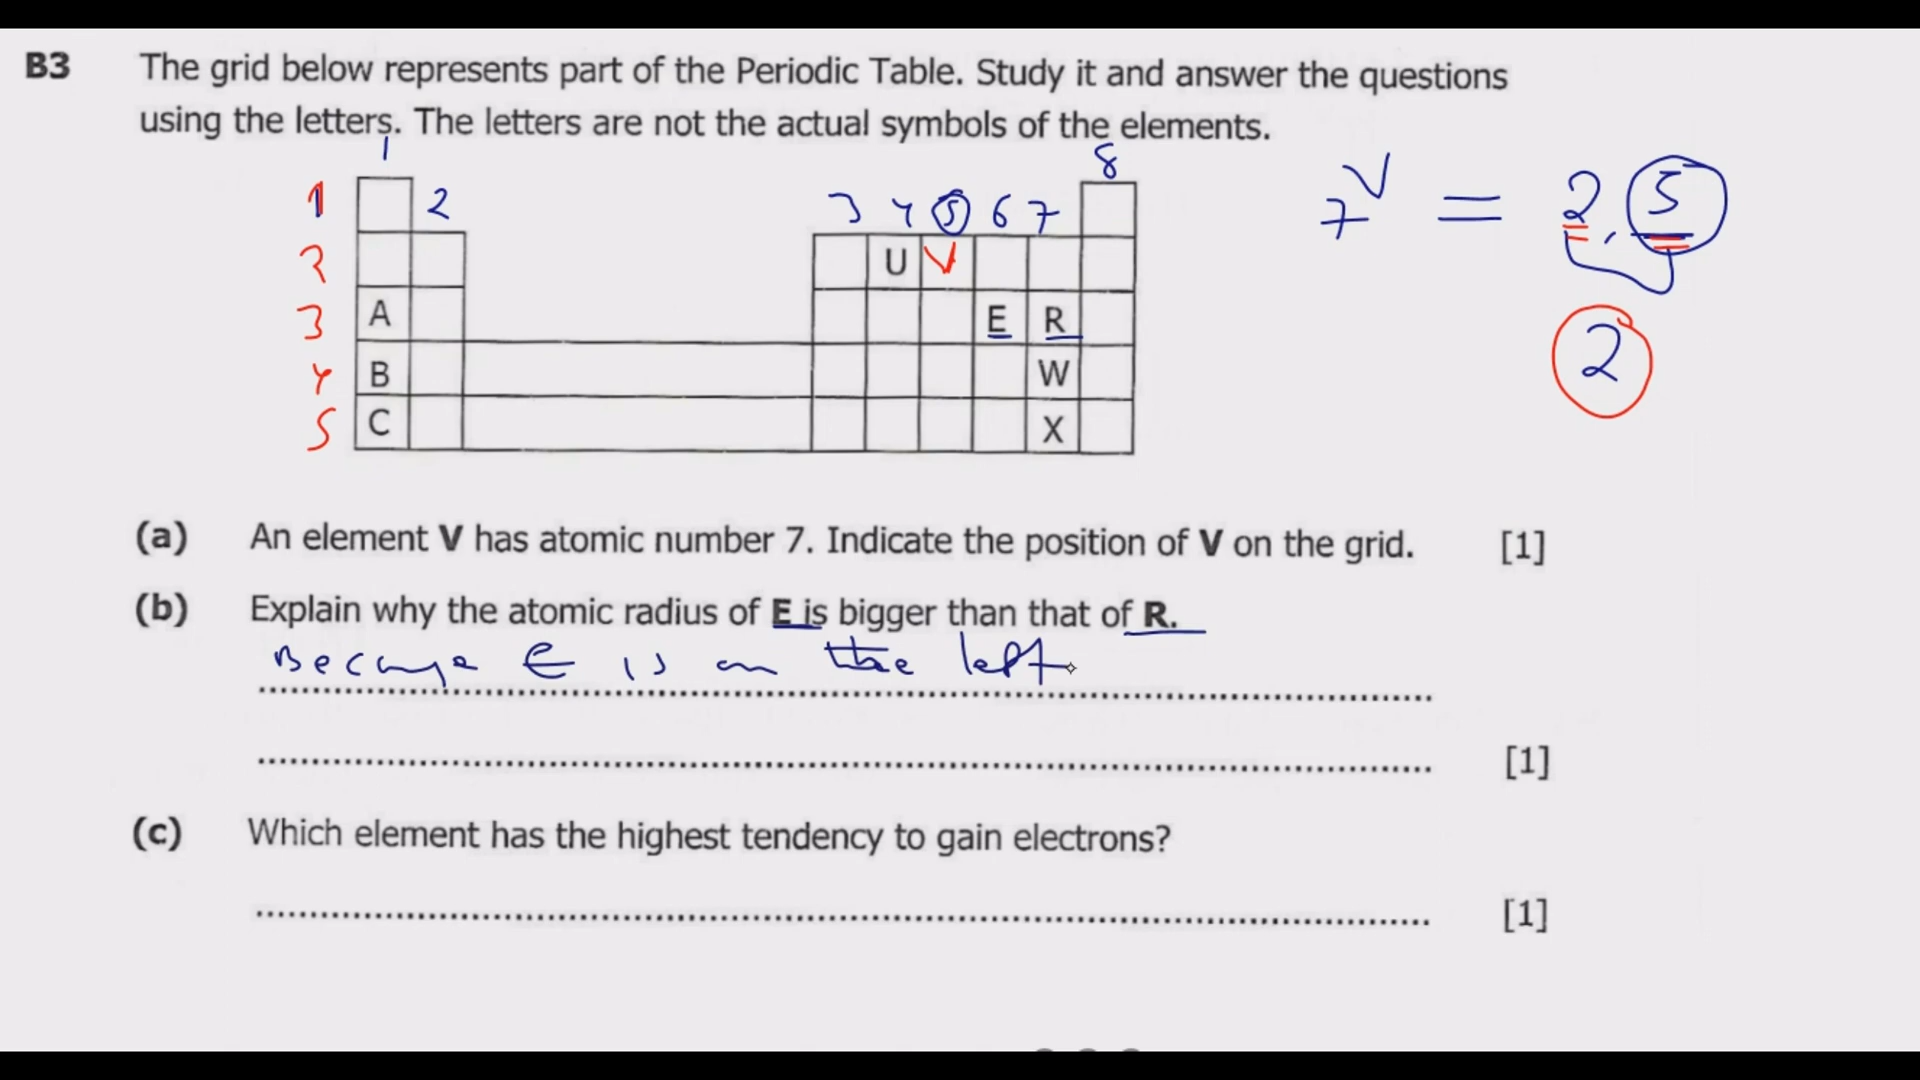 B3 The grid below represents part of the Periodic Table. Study it and answer the questions
using the letters. The letters are not the actual symbols of the elements.
1 8
1 2 3 4 5 6 7
7 V = 2, 5
2 U V
3 A E R
2
4 B W
5 C X
(a) An element V has atomic number 7. Indicate the position of V on the grid. [1]
(b) Explain why the atomic radius of E is bigger than that of R.
Because E is on the left
[1]
(c) Which element has the highest tendency to gain electrons?
[1]